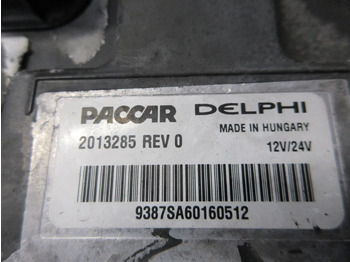 PACCAR DELPHI
2013285 REV 0 MADE IN HUNGARY
12V/24V
9387SA60160512